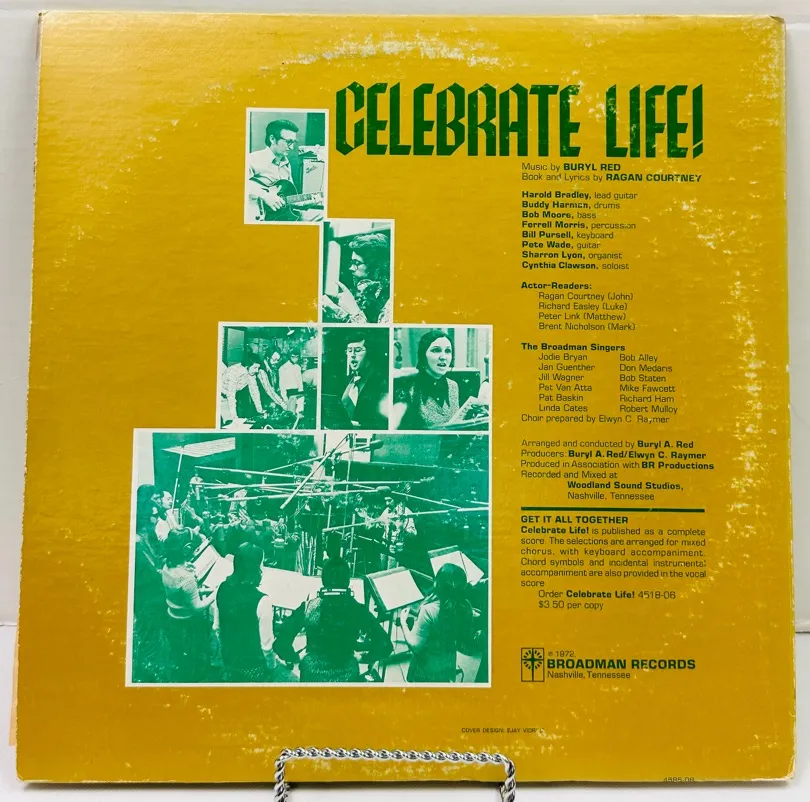 CELEBRATE LIFE!
Music by BURYL RED
Book and Lyrics by RAGAN COURTNEY
Harold Bradley, lead guitar
Buddy Harman, drums
Bob Moore, bass
Farrell Morris, percussion
Bill Pursell, keyboard
Pete Wade, guitar
Sharron Lyon, organist
Cynthia Clawson, soloist
Actor-Readers:
Ragan Courtney (John)
Richard Easley (Luke)
Peter Link (Matthew)
Brent Nicholson (Mark)
The Broadman Singers
Jodie Bryan Bob Alley
Jan Guenther Don Madaris
Jill Wagner Bob Staten
Pat Van Atta Mike Fawcett
Pat Baskin Richard Ham
Linda Cates Robert Mulloy
Choir prepared by Elwyn C. Raymer
Arranged and conducted by Buryl A. Red
Producers: Buryl A. Red/Elwyn C. Raymer
Produced in Association with BR Productions
Recorded and Mixed at
Woodland Sound Studios,
Nashville, Tennessee
GET IT ALL TOGETHER
Celebrate Life! is published as a complete
score. The selections are arranged for mixed
chorus, with keyboard accompaniment.
Chord symbols and incidental instrumental
accompaniment are also provided in the vocal
score
Order Celebrate Life! 4518-06
$3.50 per copy
℗ 1972,
BROADMAN RECORDS
Nashville, Tennessee
COVER DESIGN: EJAY
4585-08